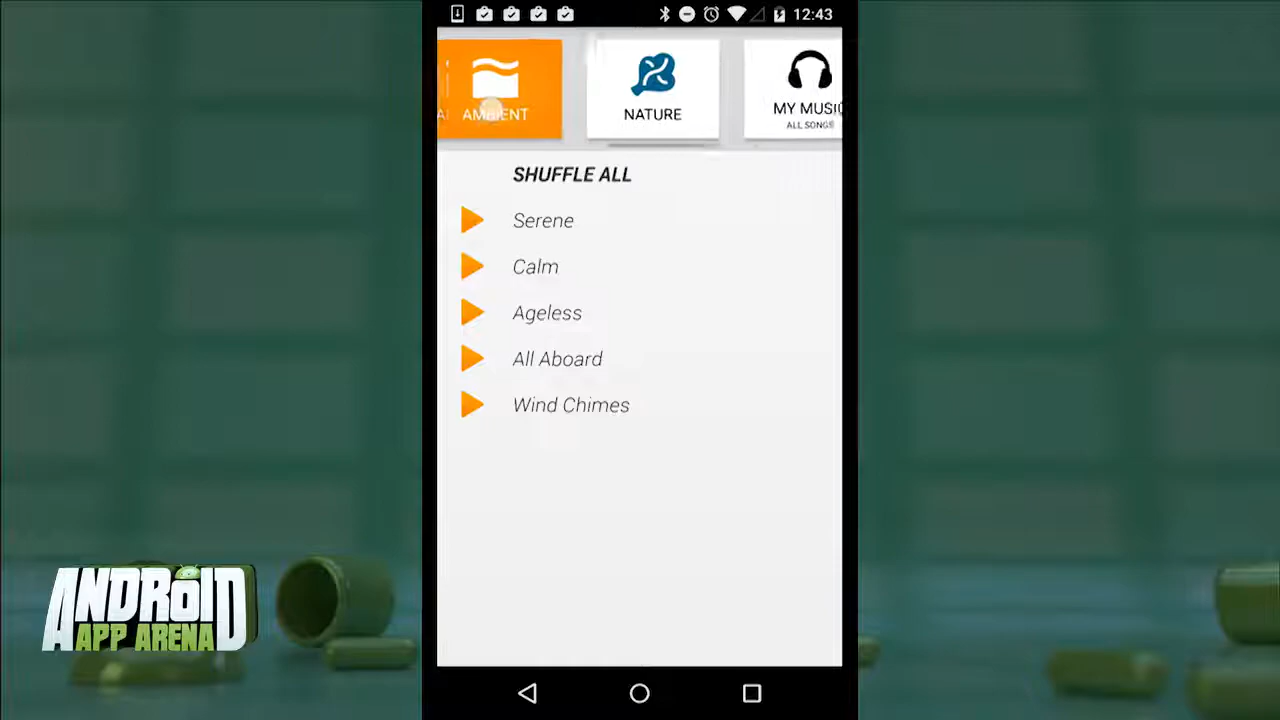 12:43
AMBIENT
NATURE
MY MUSIC
ALL SONGS
SHUFFLE ALL
Serene
Calm
Ageless
All Aboard
Wind Chimes
ANDROID
APP ARENA